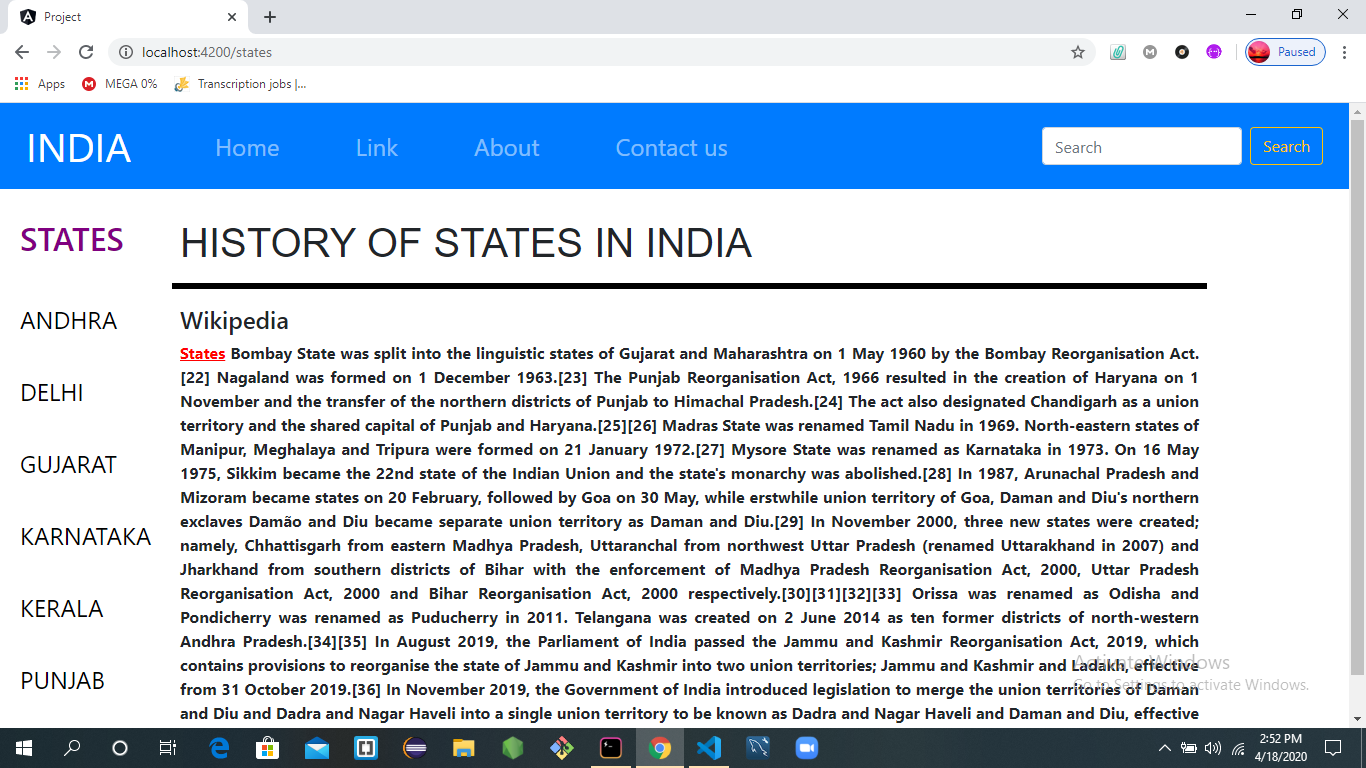 Project
localhost:4200/states
Paused
Apps
MEGA 0%
Transcription jobs |...
INDIA
Home
Link
About
Contact us
Search
Search
STATES
ANDHRA
DELHI
GUJARAT
KARNATAKA
KERALA
PUNJAB
HISTORY OF STATES IN INDIA
Wikipedia
States Bombay State was split into the linguistic states of Gujarat and Maharashtra on 1 May 1960 by the Bombay Reorganisation Act.
[22] Nagaland was formed on 1 December 1963.[23] The Punjab Reorganisation Act, 1966 resulted in the creation of Haryana on 1
November and the transfer of the northern districts of Punjab to Himachal Pradesh.[24] The act also designated Chandigarh as a union
territory and the shared capital of Punjab and Haryana.[25][26] Madras State was renamed Tamil Nadu in 1969. North-eastern states of
Manipur, Meghalaya and Tripura were formed on 21 January 1972.[27] Mysore State was renamed as Karnataka in 1973. On 16 May
1975, Sikkim became the 22nd state of the Indian Union and the state's monarchy was abolished.[28] In 1987, Arunachal Pradesh and
Mizoram became states on 20 February, followed by Goa on 30 May, while erstwhile union territory of Goa, Daman and Diu's northern
exclaves Damão and Diu became separate union territory as Daman and Diu.[29] In November 2000, three new states were created;
namely, Chhattisgarh from eastern Madhya Pradesh, Uttaranchal from northwest Uttar Pradesh (renamed Uttarakhand in 2007) and
Jharkhand from southern districts of Bihar with the enforcement of Madhya Pradesh Reorganisation Act, 2000, Uttar Pradesh
Reorganisation Act, 2000 and Bihar Reorganisation Act, 2000 respectively.[30][31][32][33] Orissa was renamed as Odisha and
Pondicherry was renamed as Puducherry in 2011. Telangana was created on 2 June 2014 as ten former districts of north-western
Andhra Pradesh.[34][35] In August 2019, the Parliament of India passed the Jammu and Kashmir Reorganisation Act, 2019, which
contains provisions to reorganise the state of Jammu and Kashmir into two union territories; Jammu and Kashmir and Ladakh, effective
from 31 October 2019.[36] In November 2019, the Government of India introduced legislation to merge the union territories of Daman
and Diu and Dadra and Nagar Haveli into a single union territory to be known as Dadra and Nagar Haveli and Daman and Diu, effective
Activate Windows
Go to Settings to activate Windows.
2:52 PM
4/18/2020